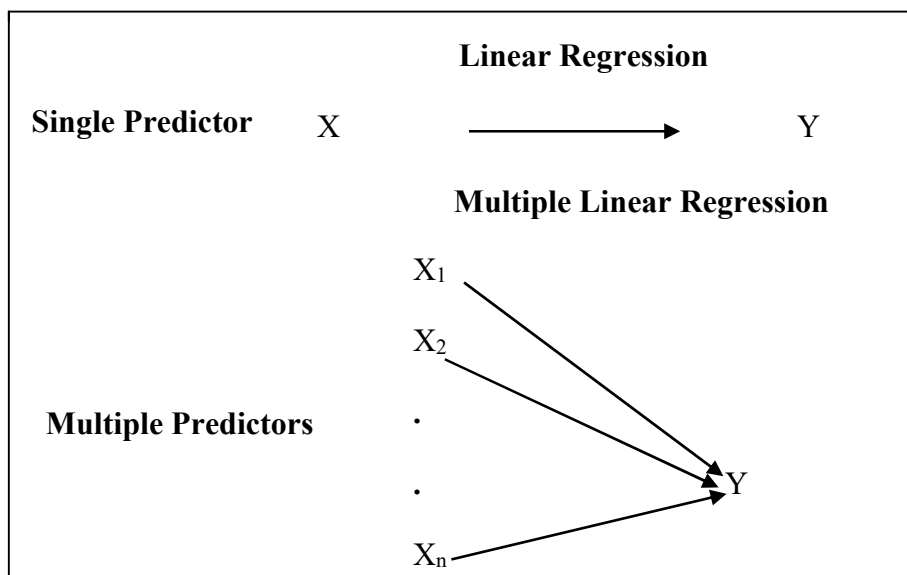 Linear Regression
Single Predictor X Y
Multiple Linear Regression
X₁
X₂
Multiple Predictors .
.
Y
Xₙ